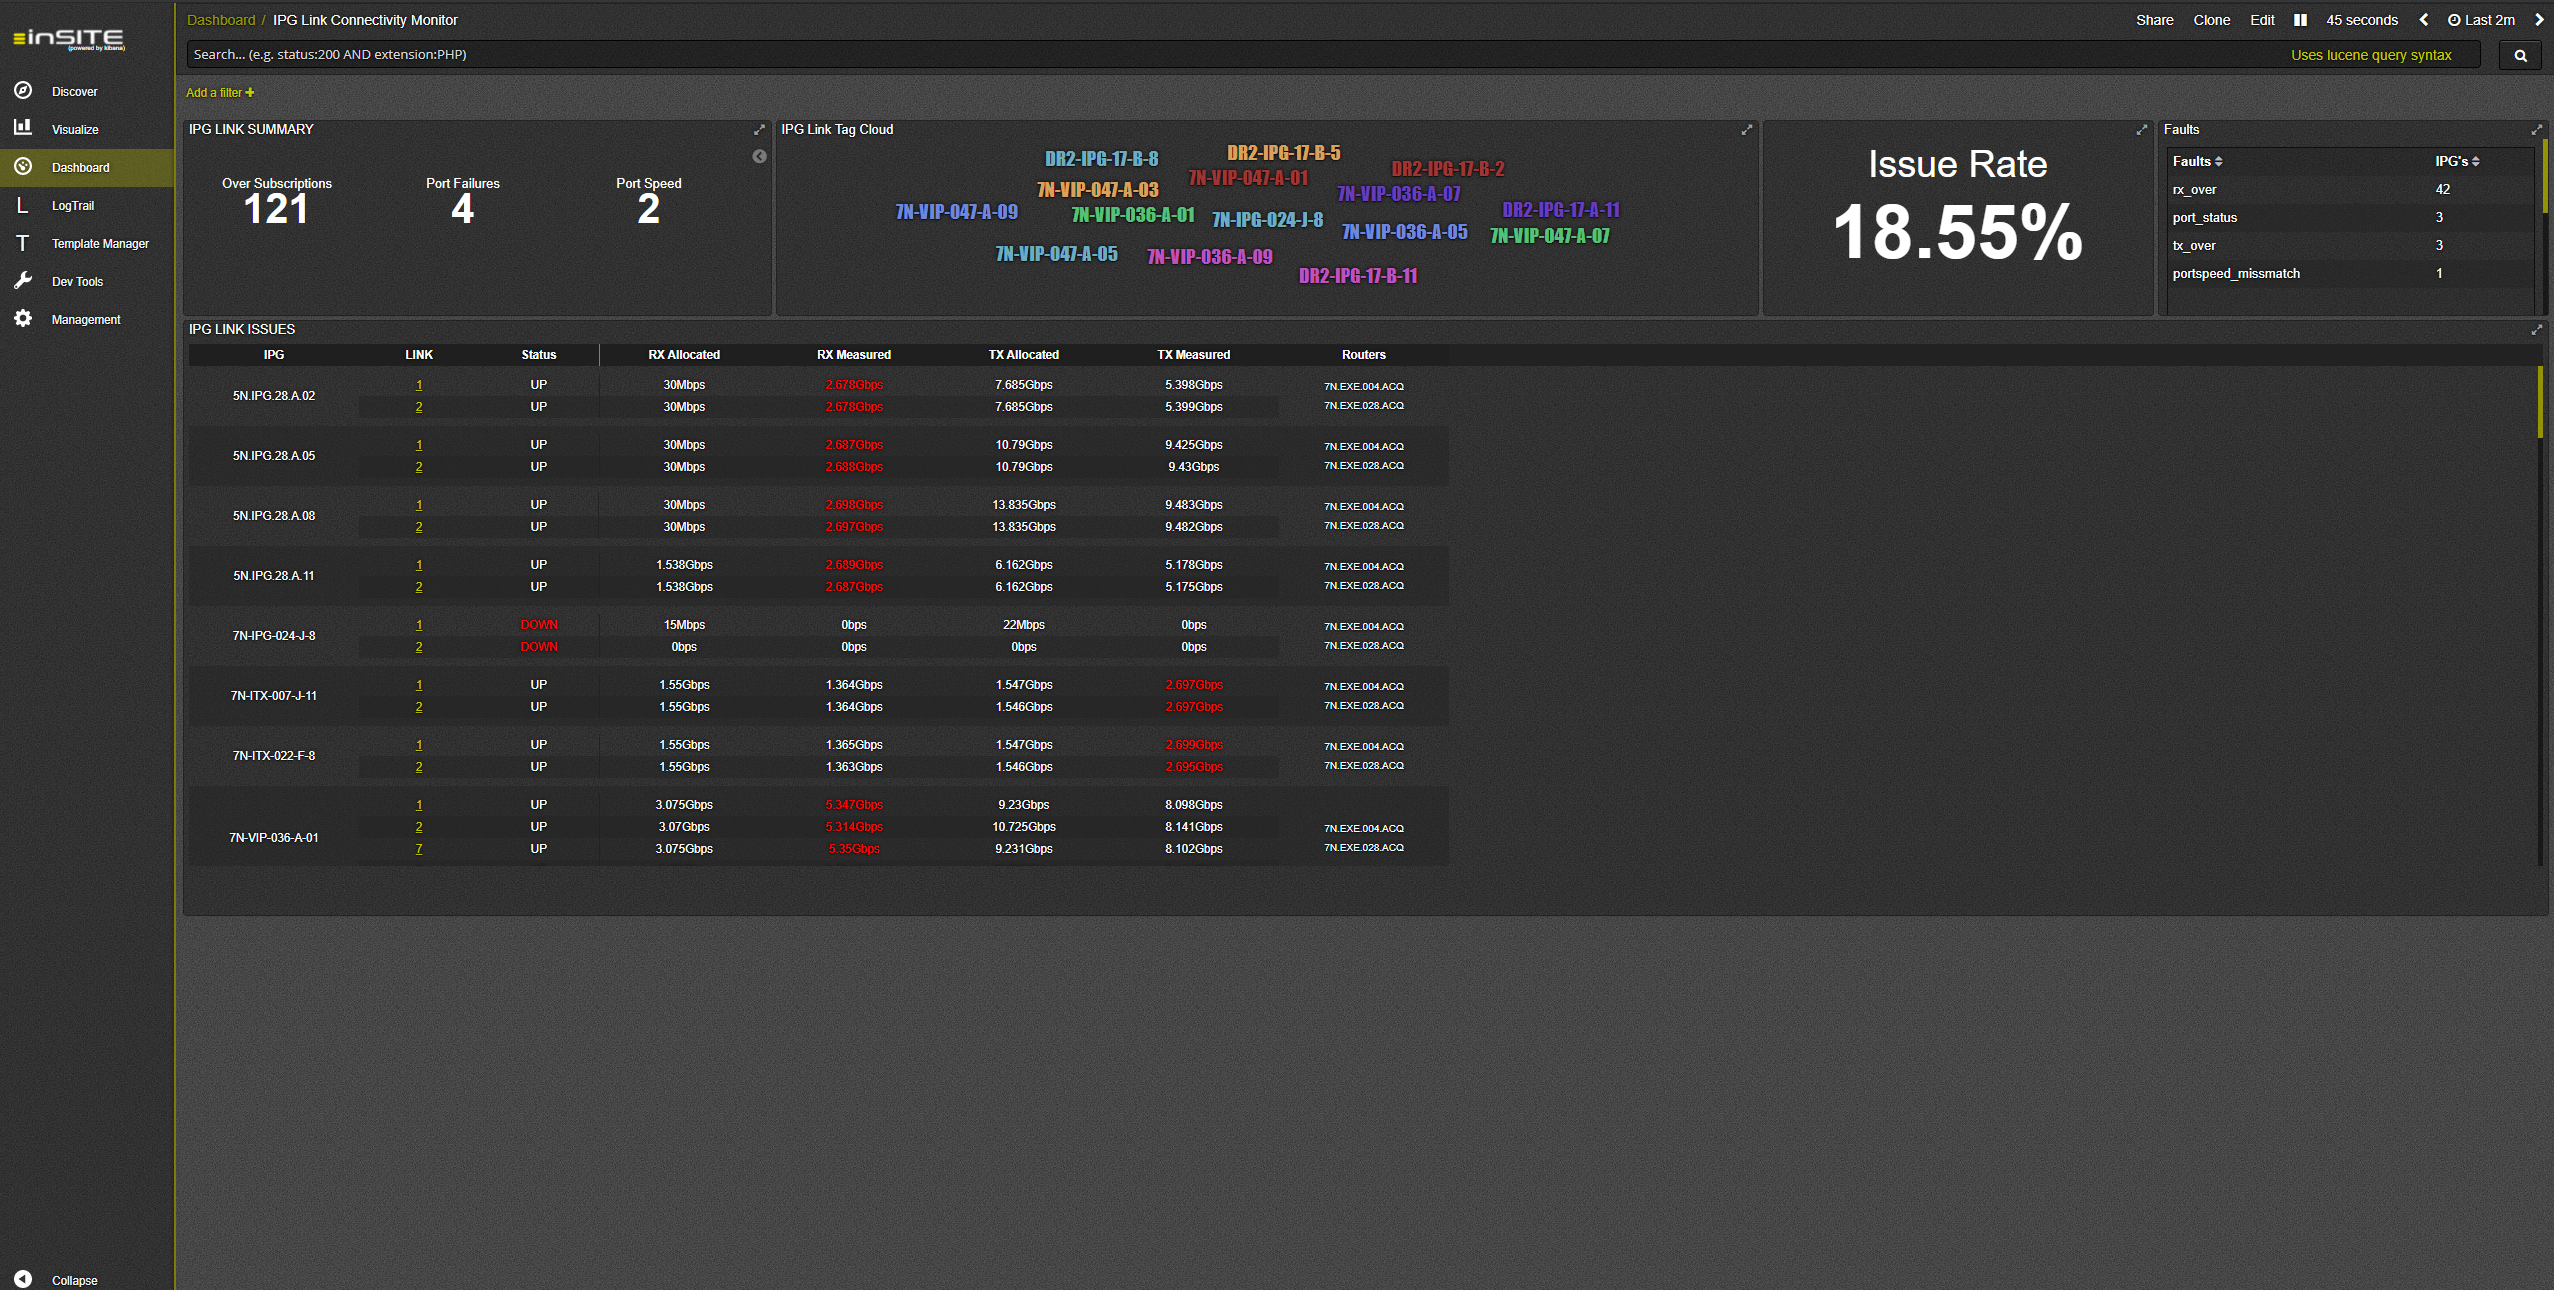 Dashboard / IPG Link Connectivity Monitor
Share Clone Edit 45 seconds Last 2m
inSITE
(powered by kibana)
Search... (e.g. status:200 AND extension:PHP) Uses lucene query syntax
Add a filter +
Discover
Visualize
Dashboard
L LogTrail
T Template Manager
Dev Tools
Management
Collapse
IPG LINK SUMMARY
Over Subscriptions Port Failures Port Speed
121 4 2
IPG Link Tag Cloud
DR2-IPG-17-B-8 DR2-IPG-17-B-5 DR2-IPG-17-B-2
7N-VIP-047-A-03 7N-VIP-047-A-01 7N-VIP-036-A-07
7N-VIP-047-A-09 7N-VIP-036-A-01 7N-IPG-024-J-8 DR2-IPG-17-A-11
7N-VIP-036-A-05 7N-VIP-047-A-07
7N-VIP-047-A-05 7N-VIP-036-A-09
DR2-IPG-17-B-11
Issue Rate
18.55%
Faults
Faults IPG's
rx_over 42
port_status 3
tx_over 3
portspeed_missmatch 1
IPG LINK ISSUES
IPG LINK Status RX Allocated RX Measured TX Allocated TX Measured Routers
5N.IPG.28.A.02
1 UP 30Mbps 2.678Gbps 7.685Gbps 5.398Gbps 7N.EXE.004.ACQ
2 UP 30Mbps 2.678Gbps 7.685Gbps 5.399Gbps 7N.EXE.028.ACQ
5N.IPG.28.A.05
1 UP 30Mbps 2.687Gbps 10.79Gbps 9.425Gbps 7N.EXE.004.ACQ
2 UP 30Mbps 2.688Gbps 10.79Gbps 9.43Gbps 7N.EXE.028.ACQ
5N.IPG.28.A.08
1 UP 30Mbps 2.698Gbps 13.835Gbps 9.483Gbps 7N.EXE.004.ACQ
2 UP 30Mbps 2.697Gbps 13.835Gbps 9.482Gbps 7N.EXE.028.ACQ
5N.IPG.28.A.11
1 UP 1.538Gbps 2.689Gbps 6.162Gbps 5.178Gbps 7N.EXE.004.ACQ
2 UP 1.538Gbps 2.687Gbps 6.162Gbps 5.175Gbps 7N.EXE.028.ACQ
7N-IPG-024-J-8
1 DOWN 15Mbps 0bps 22Mbps 0bps 7N.EXE.004.ACQ
2 DOWN 0bps 0bps 0bps 0bps 7N.EXE.028.ACQ
7N-ITX-007-J-11
1 UP 1.55Gbps 1.364Gbps 1.547Gbps 2.697Gbps 7N.EXE.004.ACQ
2 UP 1.55Gbps 1.364Gbps 1.546Gbps 2.697Gbps 7N.EXE.028.ACQ
7N-ITX-022-F-8
1 UP 1.55Gbps 1.365Gbps 1.547Gbps 2.699Gbps 7N.EXE.004.ACQ
2 UP 1.55Gbps 1.363Gbps 1.546Gbps 2.695Gbps 7N.EXE.028.ACQ
7N-VIP-036-A-01
1 UP 3.075Gbps 5.347Gbps 9.23Gbps 8.098Gbps
2 UP 3.07Gbps 5.314Gbps 10.725Gbps 8.141Gbps 7N.EXE.004.ACQ
7 UP 3.075Gbps 5.35Gbps 9.231Gbps 8.102Gbps 7N.EXE.028.ACQ